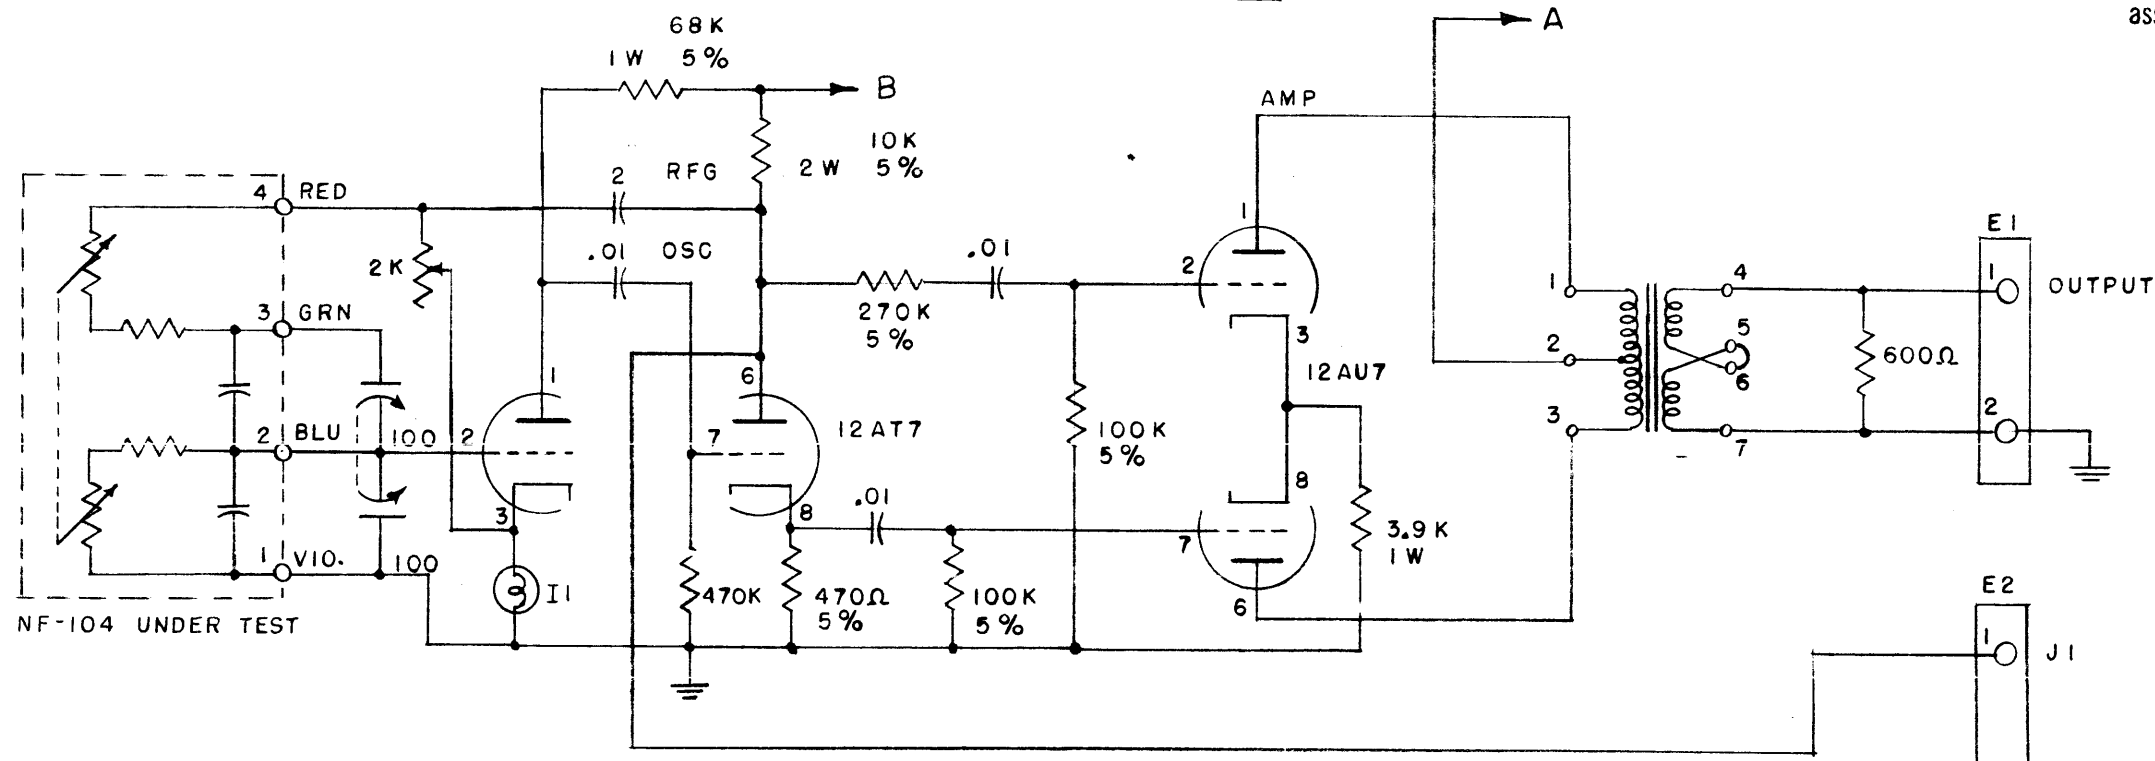 ass
A
68K
1W 5%
B
AMP
10K
2W 5%
2 RFG
4 RED
1
E1
.01 OSC
2K
.01
2
4
1 OUTPUT
1
3 GRN
270K
5%
3
5
2
600Ω
6
12AU7
1
6
2 BLU 100 2
7
12AT7
100K
5%
3
7
2
8
.01
3
8
7
3.9K
1W
1 VIO. 100
I1
470K
470Ω
5%
100K
5%
6
E2
NF-104 UNDER TEST
1 J1